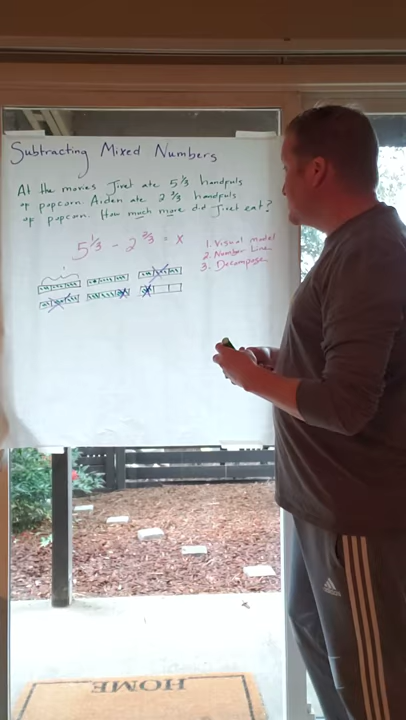 Subtracting Mixed Numbers
At the movies Jivet ate 5 1/3 handfuls
of popcorn. Aiden ate 2 2/3 handfuls
of popcorn. How much more did Jivet eat?
5 1/3 - 2 2/3 = x
1. Visual model
2. Number Line
3. Decompose
adidas
HOME